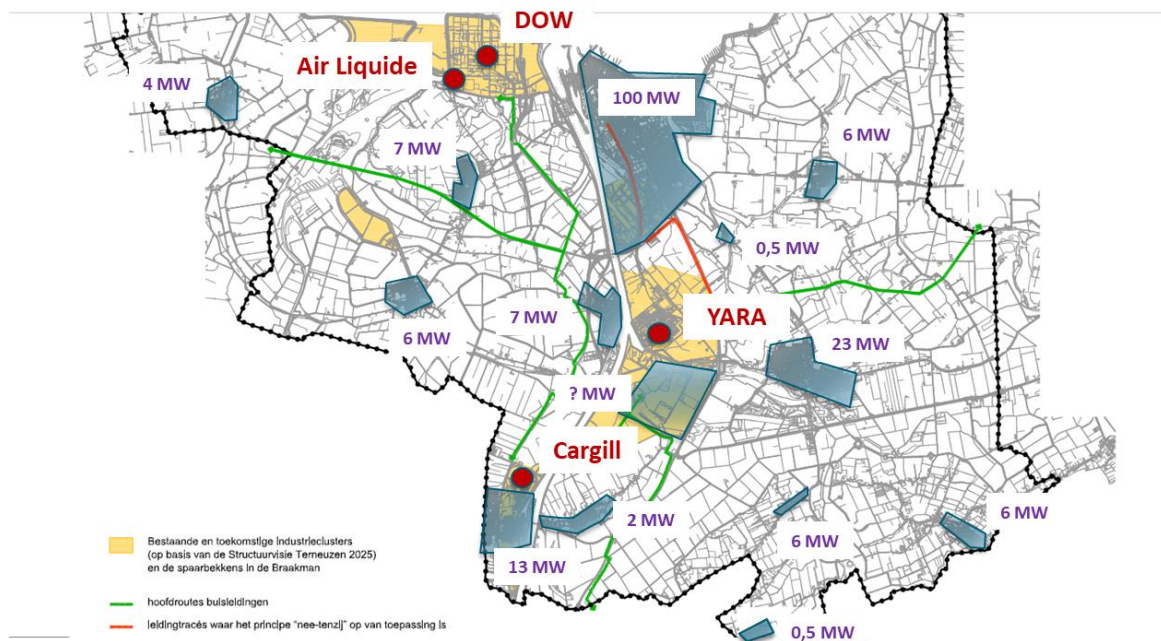 DOW
Air Liquide
4 MW
100 MW
7 MW
6 MW
0,5 MW
7 MW
YARA
6 MW
23 MW
? MW
Cargill
2 MW
6 MW
6 MW
13 MW
0,5 MW
Bestaande en toekomstige industrieclusters
(op basis van de Structuurvisie Terneuzen 2025)
en de spaarbekkens in de Braakman
hoofdroutes buisleidingen
leidingtracés waar het principe "nee-tenzij" op van toepassing is